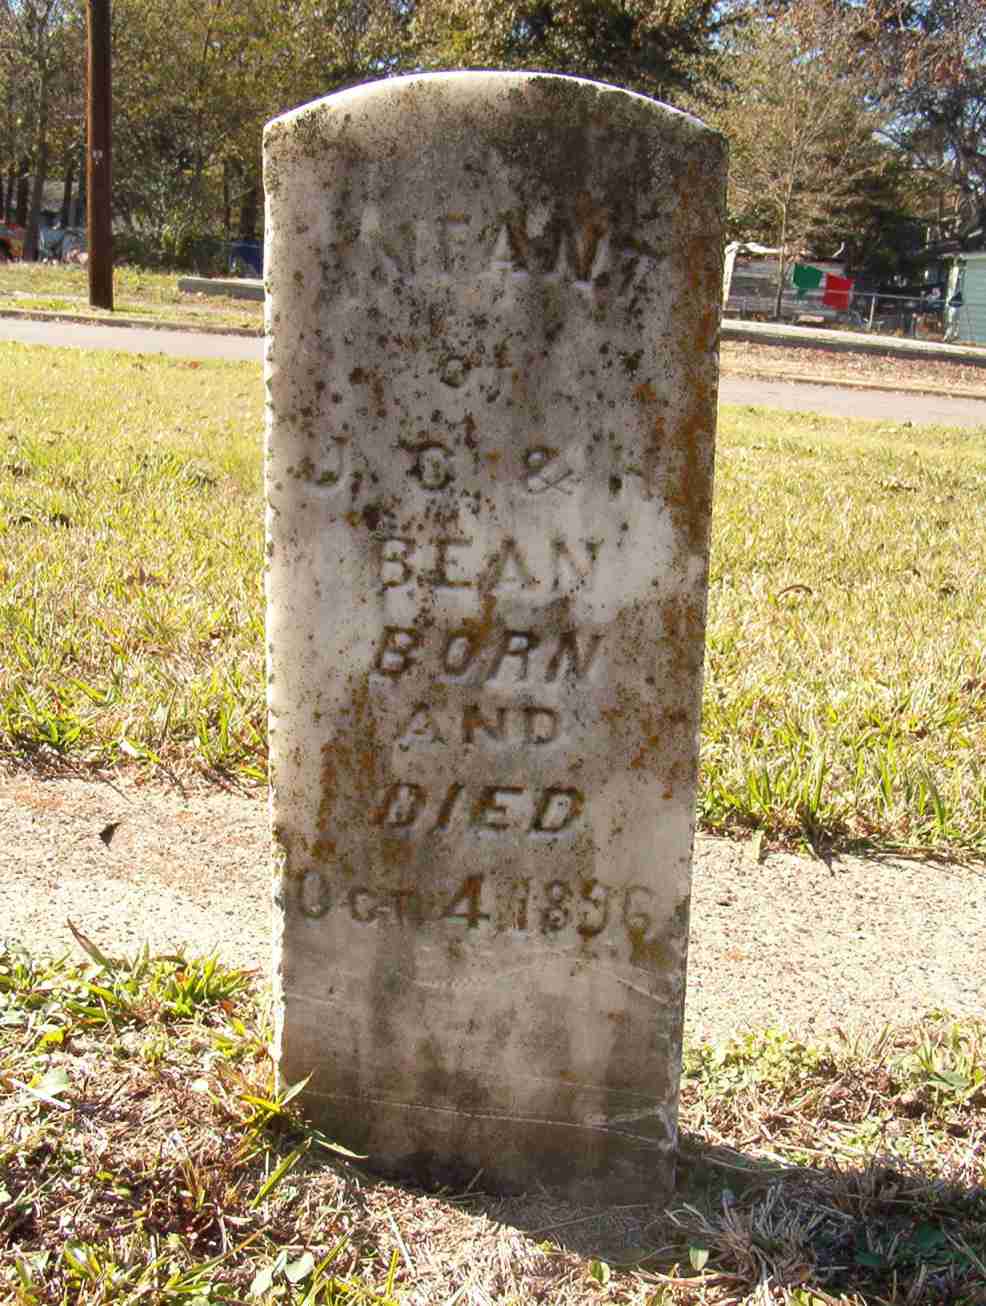 INFANT
of
J. C. & H
BEAN
BORN
AND
DIED
Oct 4 1896